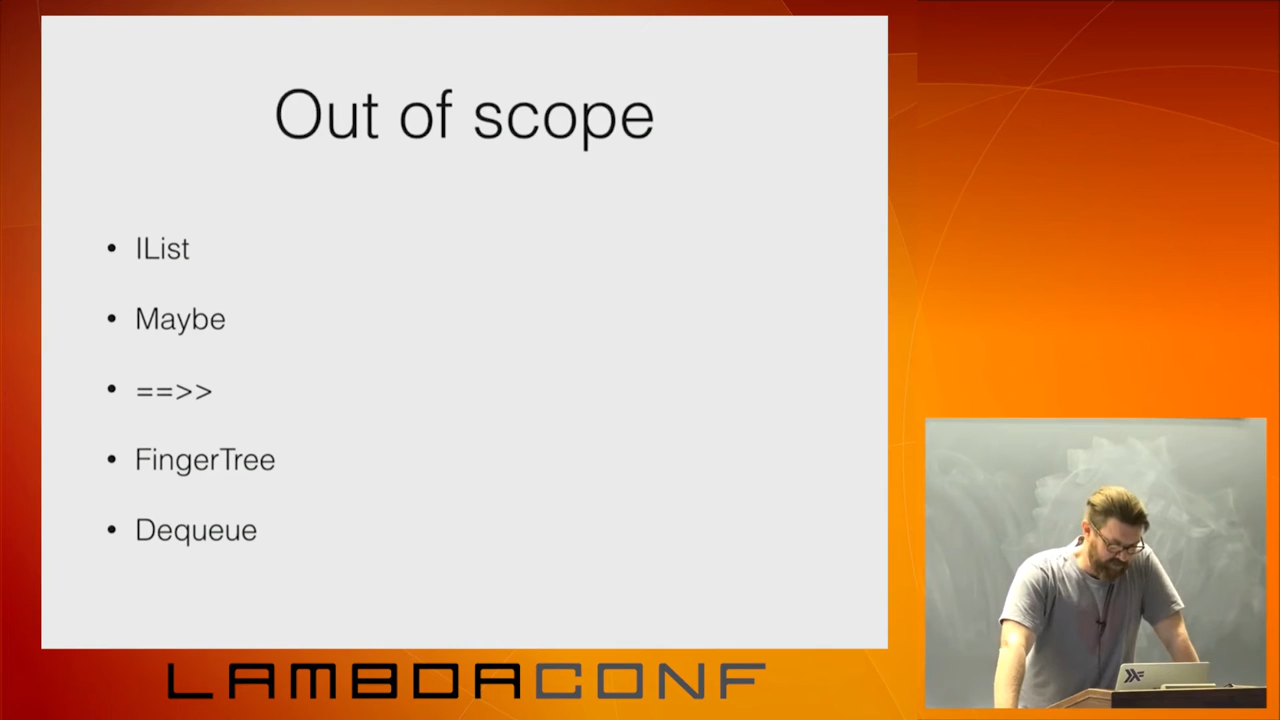 Out of scope
• IList
• Maybe
• ==>>
• FingerTree
• Dequeue
LAMBDACONF